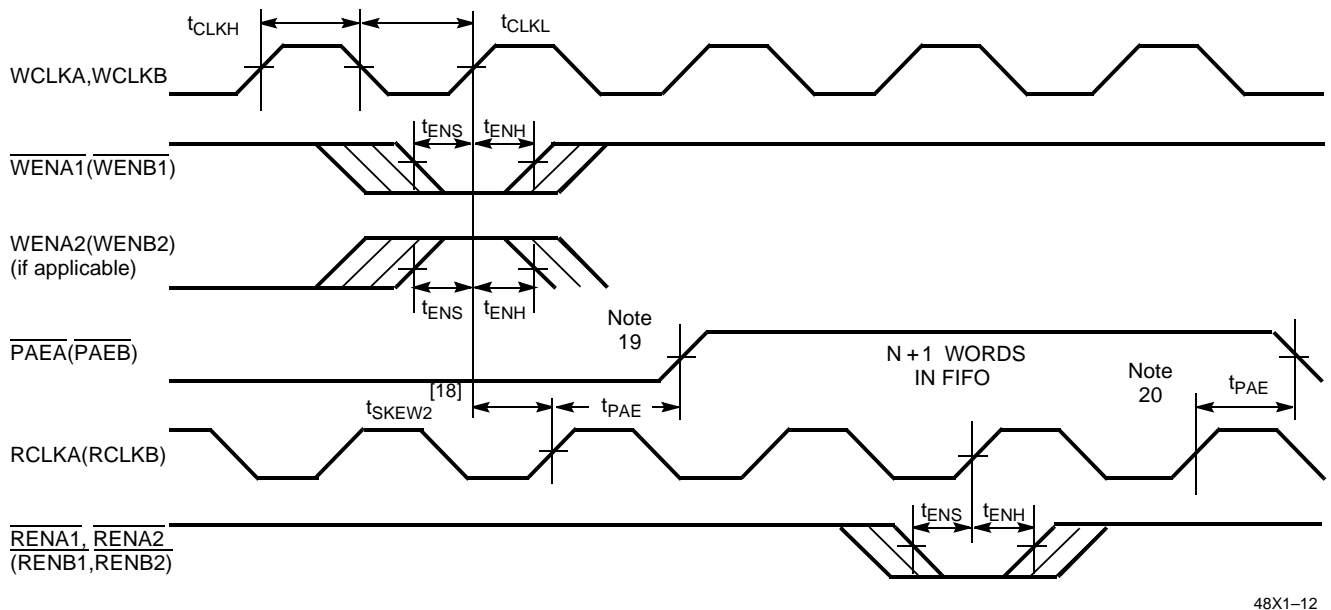 tCLKH
tCLKL
WCLKA,WCLKB
tENS
tENH
WENA1(WENB1)
WENA2(WENB2)
(if applicable)
tENS
tENH
Note
19
PAEA(PAEB)
N +1 WORDS
IN FIFO
Note
20
tPAE
[18]
tSKEW2
tPAE
RCLKA(RCLKB)
tENS
tENH
RENA1, RENA2
(RENB1,RENB2)
48X1–12